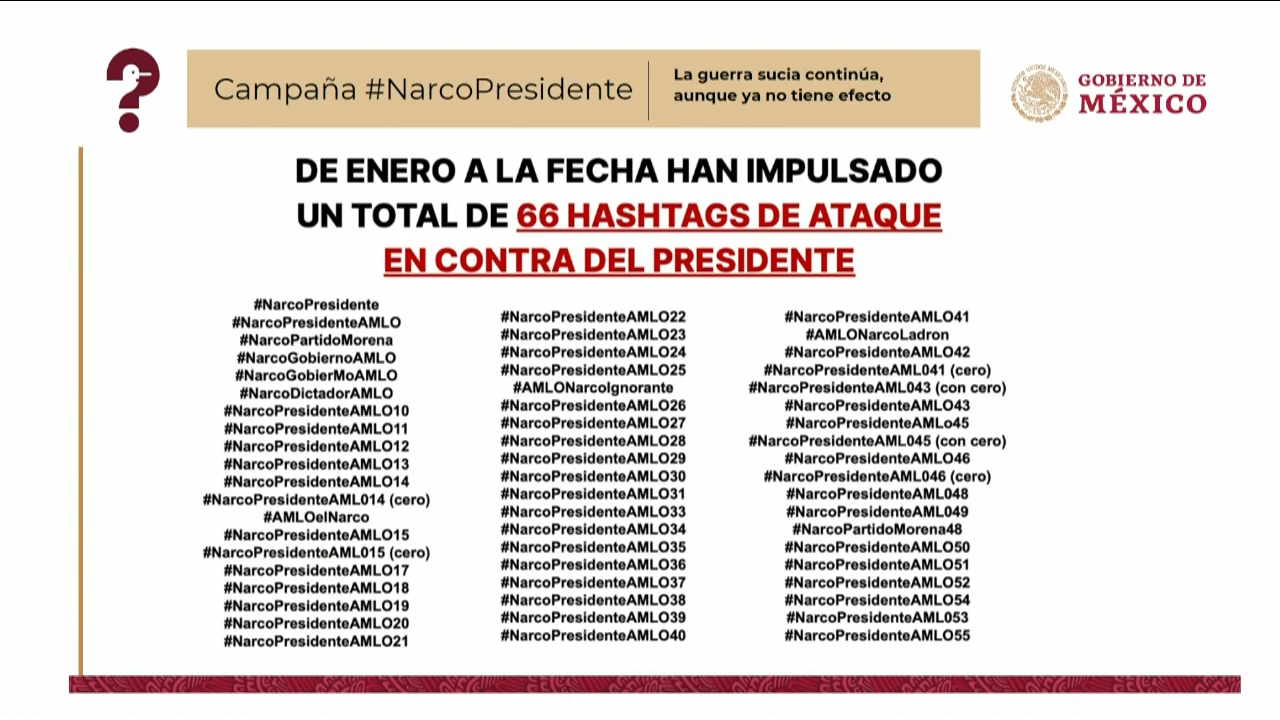 Campaña #NarcoPresidente
La guerra sucia continúa,
aunque ya no tiene efecto
GOBIERNO DE
MÉXICO
DE ENERO A LA FECHA HAN IMPULSADO
UN TOTAL DE 66 HASHTAGS DE ATAQUE
EN CONTRA DEL PRESIDENTE
#NarcoPresidente
#NarcoPresidenteAMLO
#NarcoPartidoMorena
#NarcoGobiernoAMLO
#NarcoGobierMoAMLO
#NarcoDictadorAMLO
#NarcoPresidenteAMLO10
#NarcoPresidenteAMLO11
#NarcoPresidenteAMLO12
#NarcoPresidenteAMLO13
#NarcoPresidenteAMLO14
#NarcoPresidenteAML014 (cero)
#AMLOelNarco
#NarcoPresidenteAMLO15
#NarcoPresidenteAML015 (cero)
#NarcoPresidenteAMLO17
#NarcoPresidenteAMLO18
#NarcoPresidenteAMLO19
#NarcoPresidenteAMLO20
#NarcoPresidenteAMLO21
#NarcoPresidenteAMLO22
#NarcoPresidenteAMLO23
#NarcoPresidenteAMLO24
#NarcoPresidenteAMLO25
#AMLONarcoIgnorante
#NarcoPresidenteAMLO26
#NarcoPresidenteAMLO27
#NarcoPresidenteAMLO28
#NarcoPresidenteAMLO29
#NarcoPresidenteAMLO30
#NarcoPresidenteAMLO31
#NarcoPresidenteAMLO33
#NarcoPresidenteAMLO34
#NarcoPresidenteAMLO35
#NarcoPresidenteAMLO36
#NarcoPresidenteAMLO37
#NarcoPresidenteAMLO38
#NarcoPresidenteAMLO39
#NarcoPresidenteAMLO40
#NarcoPresidenteAMLO41
#AMLONarcoLadron
#NarcoPresidenteAMLO42
#NarcoPresidenteAML041 (cero)
#NarcoPresidenteAML043 (con cero)
#NarcoPresidenteAMLO43
#NarcoPresidenteAMLo45
#NarcoPresidenteAML045 (con cero)
#NarcoPresidenteAMLO46
#NarcoPresidenteAML046 (cero)
#NarcoPresidenteAML048
#NarcoPresidenteAML049
#NarcoPartidoMorena48
#NarcoPresidenteAMLO50
#NarcoPresidenteAMLO51
#NarcoPresidenteAMLO52
#NarcoPresidenteAMLO54
#NarcoPresidenteAML053
#NarcoPresidenteAMLO55